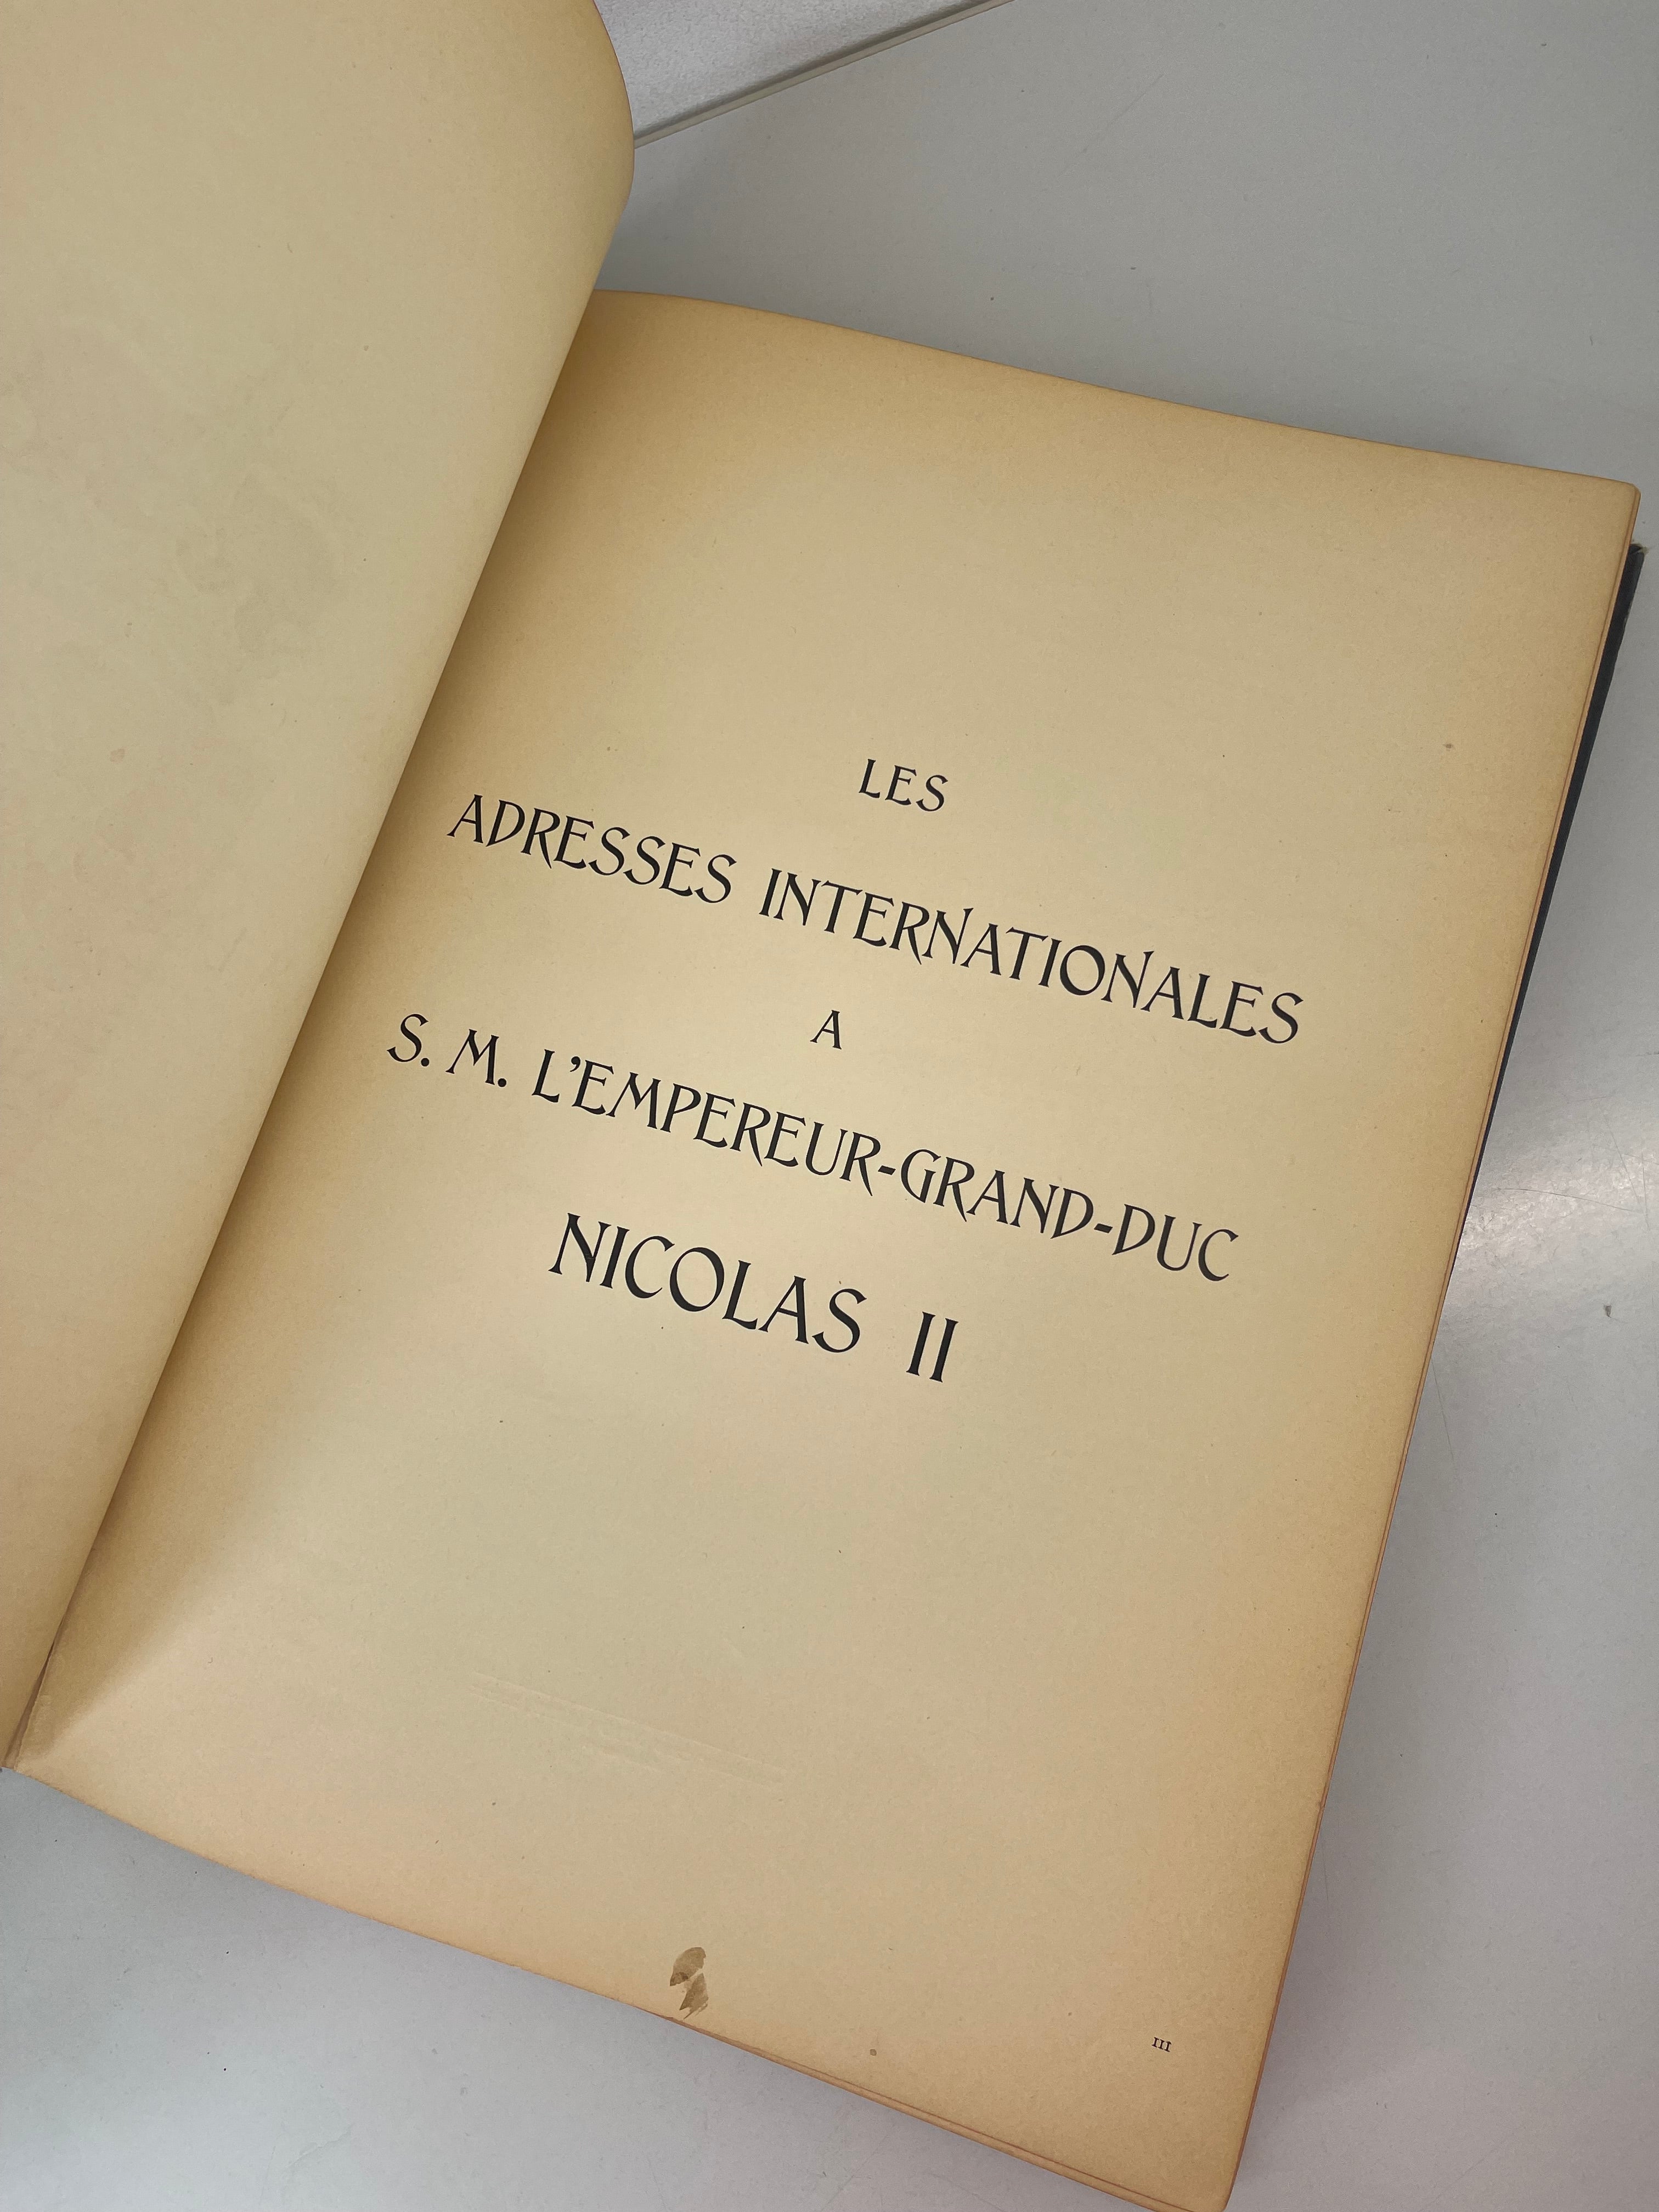 LES
ADRESSES INTERNATIONALES
A
S. M. L'EMPEREUR-GRAND-DUC
NICOLAS II
III